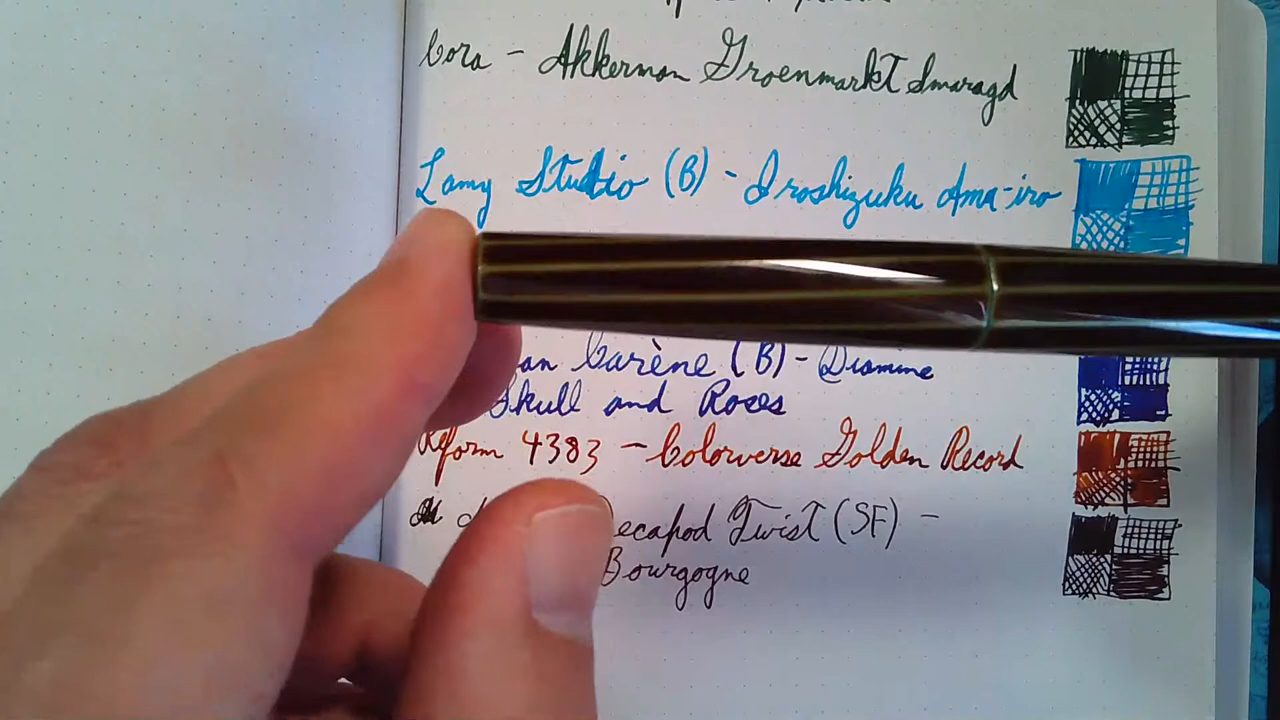 Cora - Akkerman Groenmarkt Smaragd
Lamy Studio (B) - Iroshizuku Ama-iro
Carène (B) - Diamine
Skull and Roses
Reform 4383 - Colorverse Golden Record
Twist (SF) -
Bourgogne